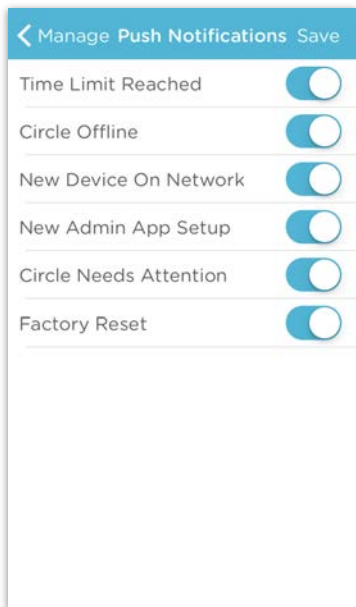 Manage Push Notifications Save
Time Limit Reached
Circle Offline
New Device On Network
New Admin App Setup
Circle Needs Attention
Factory Reset